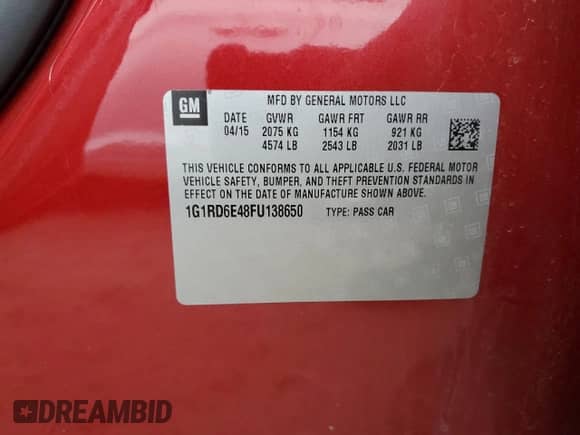 GM
MFD BY GENERAL MOTORS LLC
DATE GVWR GAWR FRT GAWR RR
04/15 2075 KG 1154 KG 921 KG
4574 LB 2543 LB 2031 LB
THIS VEHICLE CONFORMS TO ALL APPLICABLE U.S. FEDERAL MOTOR
VEHICLE SAFETY, BUMPER, AND THEFT PREVENTION STANDARDS IN
EFFECT ON THE DATE OF MANUFACTURE SHOWN ABOVE.
1G1RD6E48FU138650 TYPE: PASS CAR
DREAMBID